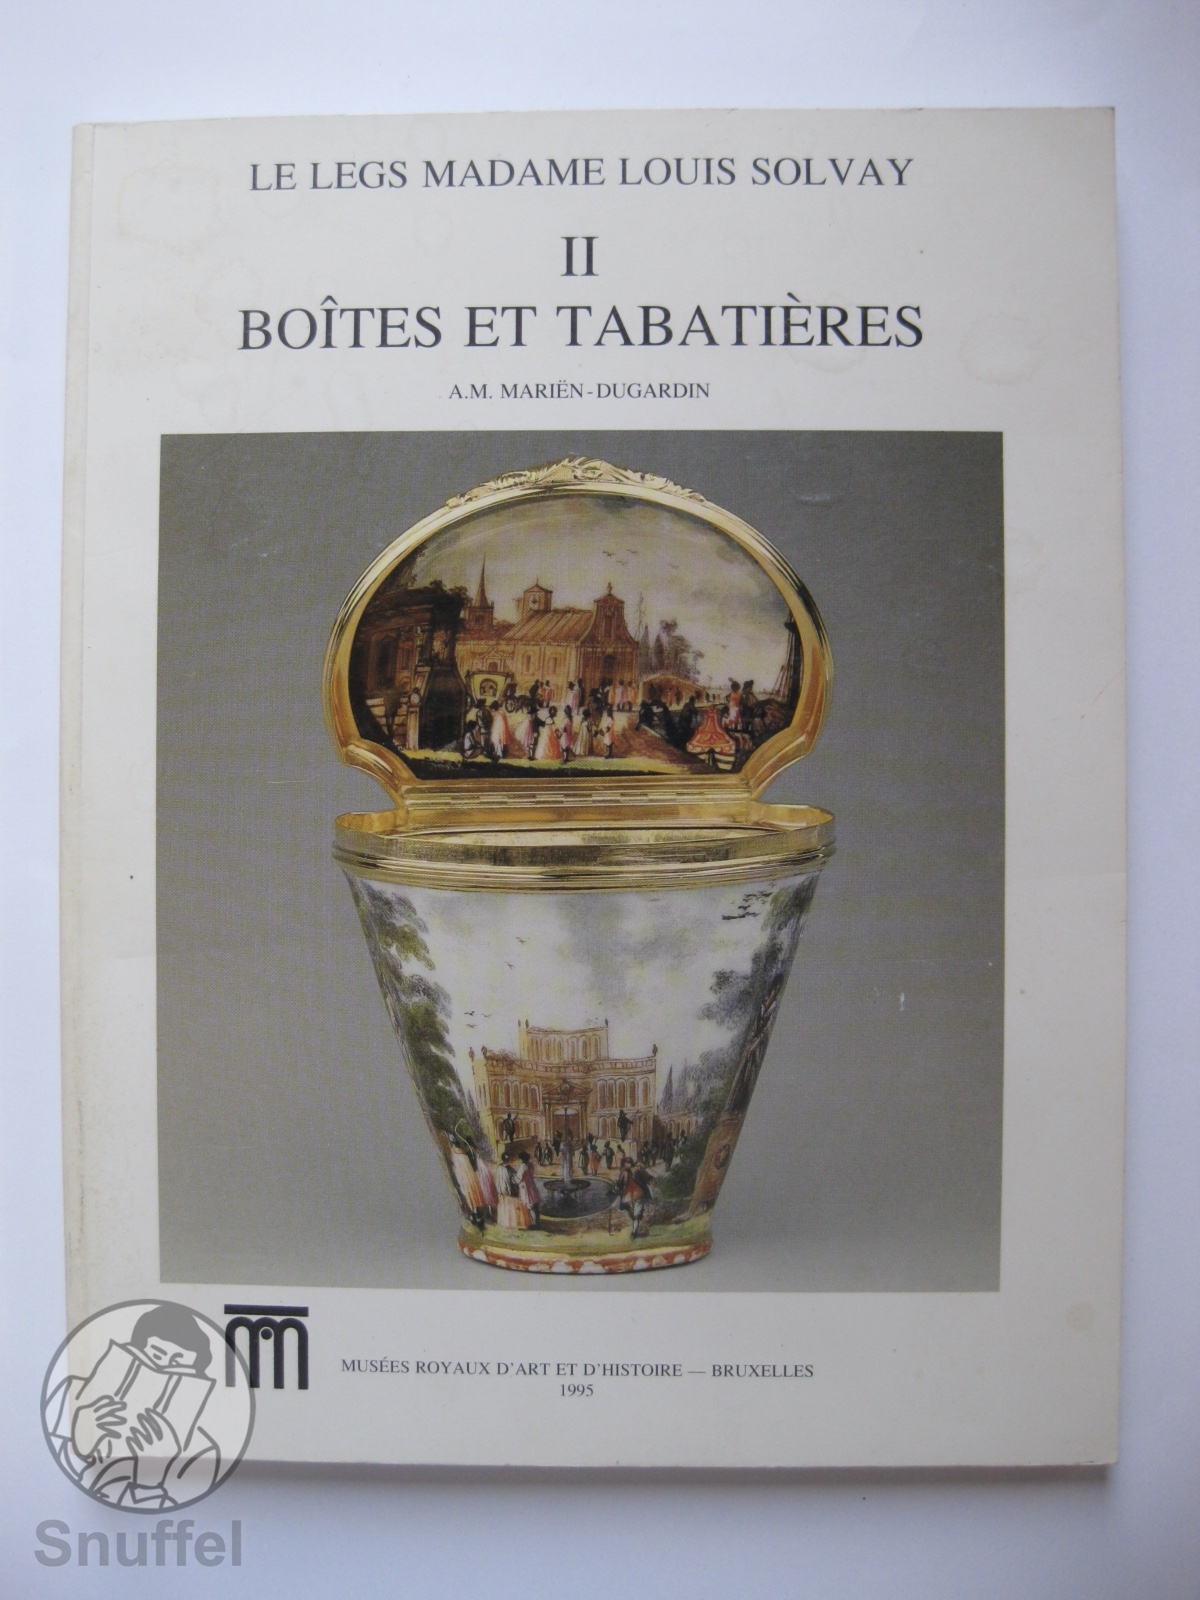 LE LEGS MADAME LOUIS SOLVAY
II
BOÎTES ET TABATIÈRES
A.M. MARIËN-DUGARDIN
MUSÉES ROYAUX D'ART ET D'HISTOIRE — BRUXELLES
1995
Snuffel